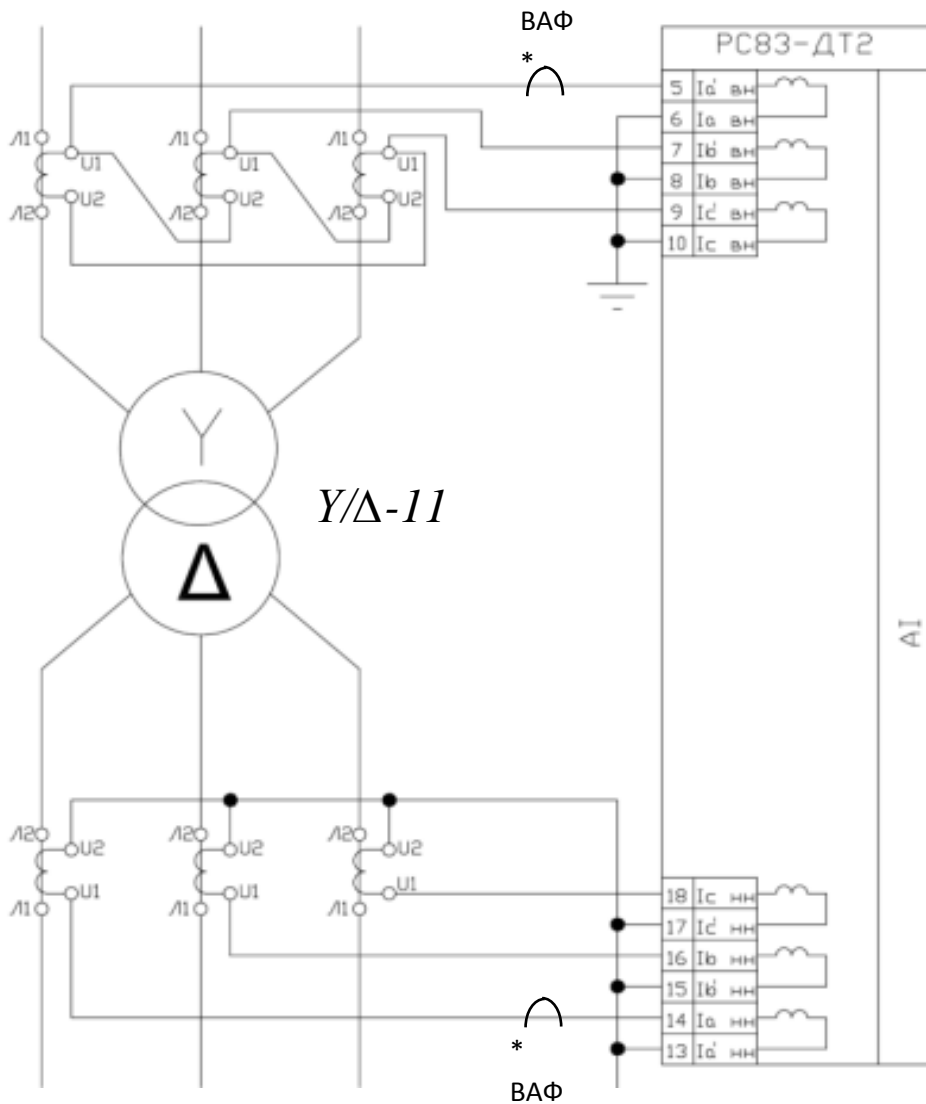 ВАФ
*
РС83-ДТ2
5 Ia' вн
6 Ia вн
7 Ib' вн
8 Ib вн
9 Ic' вн
10 Ic вн
Л1 Л1 Л1
U1 U1 U1
U2 U2 U2
Л2 Л2 Л2
Y
Y/Δ-11
Δ
AI
Л2 Л2 Л2
U2 U2 U2
U1 U1 U1
Л1 Л1 Л1
18 Ic нн
17 Ic' нн
16 Ib нн
15 Ib' нн
14 Ia нн
13 Ia' нн
*
ВАФ